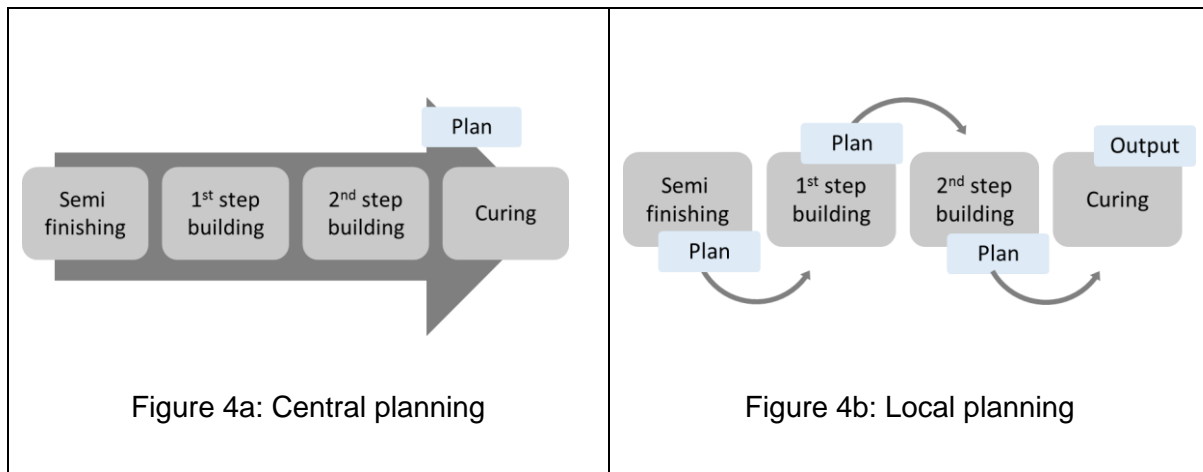 Plan
Semi
finishing
1st step
building
2nd step
building
Curing
Figure 4a: Central planning
Plan
Output
Semi
finishing
1st step
building
2nd step
building
Curing
Plan
Plan
Figure 4b: Local planning